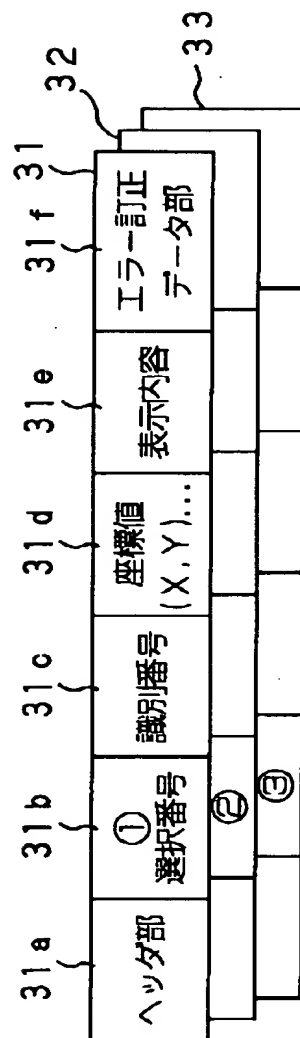 31a 31b 31c 31d 31e 31f 31 32 33
ヘッダ部
①
選択番号
識別番号
座標値
(X,Y)...
表示内容
エラー訂正
データ部
②
③